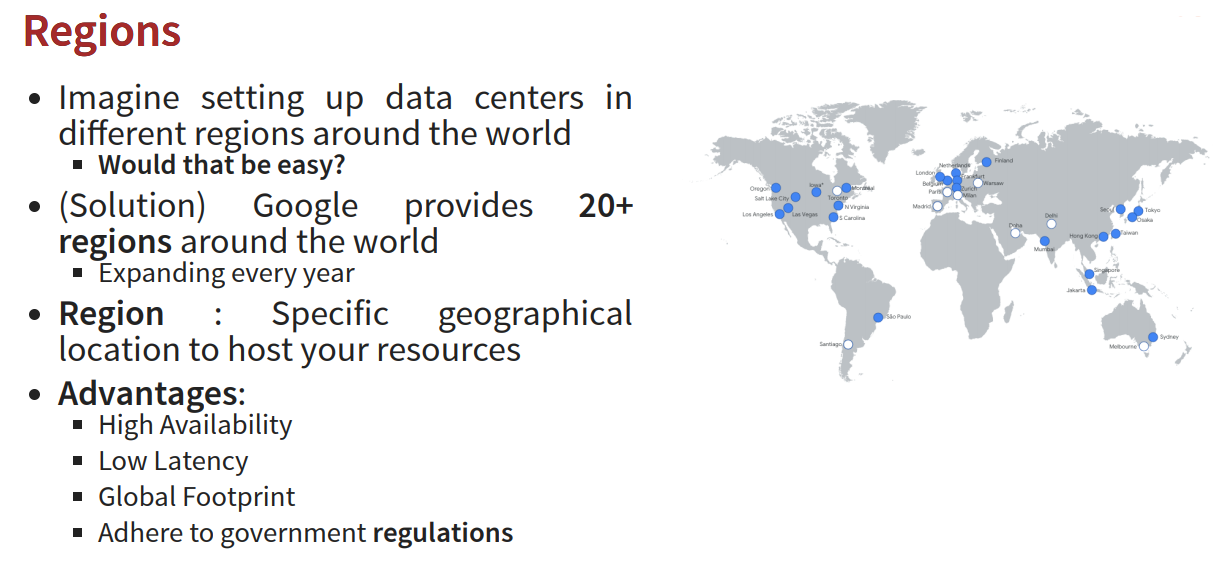 Regions
• Imagine setting up data centers in
different regions around the world
▪ Would that be easy?
• (Solution) Google provides 20+
regions around the world
▪ Expanding every year
• Region : Specific geographical
location to host your resources
• Advantages:
▪ High Availability
▪ Low Latency
▪ Global Footprint
▪ Adhere to government regulations
Finland
Netherlands
London
Frankfurt
Belgium
Zurich
Warsaw
Paris
Milan
Madrid
Oregon
Iowa*
Montréal
Salt Lake City
Toronto
N Virginia
Los Angeles
Las Vegas
S Carolina
Doha
Delhi
Mumbai
Tokyo
Osaka
Hong Kong
Taiwan
Singapore
Jakarta
São Paulo
Santiago
Sydney
Melbourne